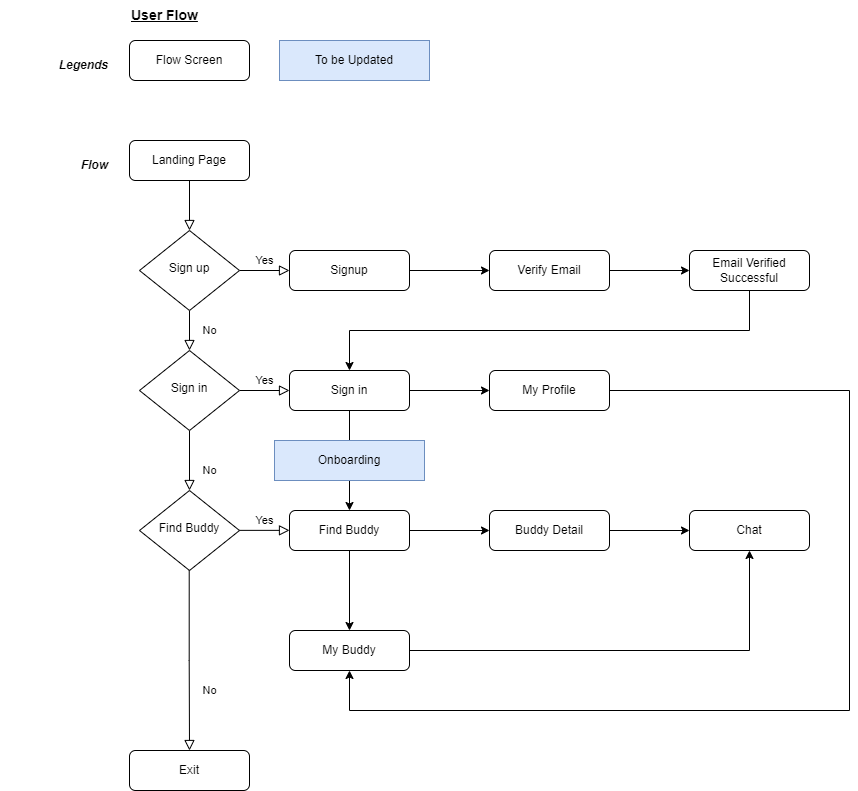 User Flow
Legends
Flow Screen
To be Updated
Flow
Landing Page
Sign up
Yes
Signup
Verify Email
Email Verified
Successful
No
Sign in
Yes
Sign in
My Profile
Onboarding
No
Find Buddy
Yes
Find Buddy
Buddy Detail
Chat
My Buddy
No
Exit